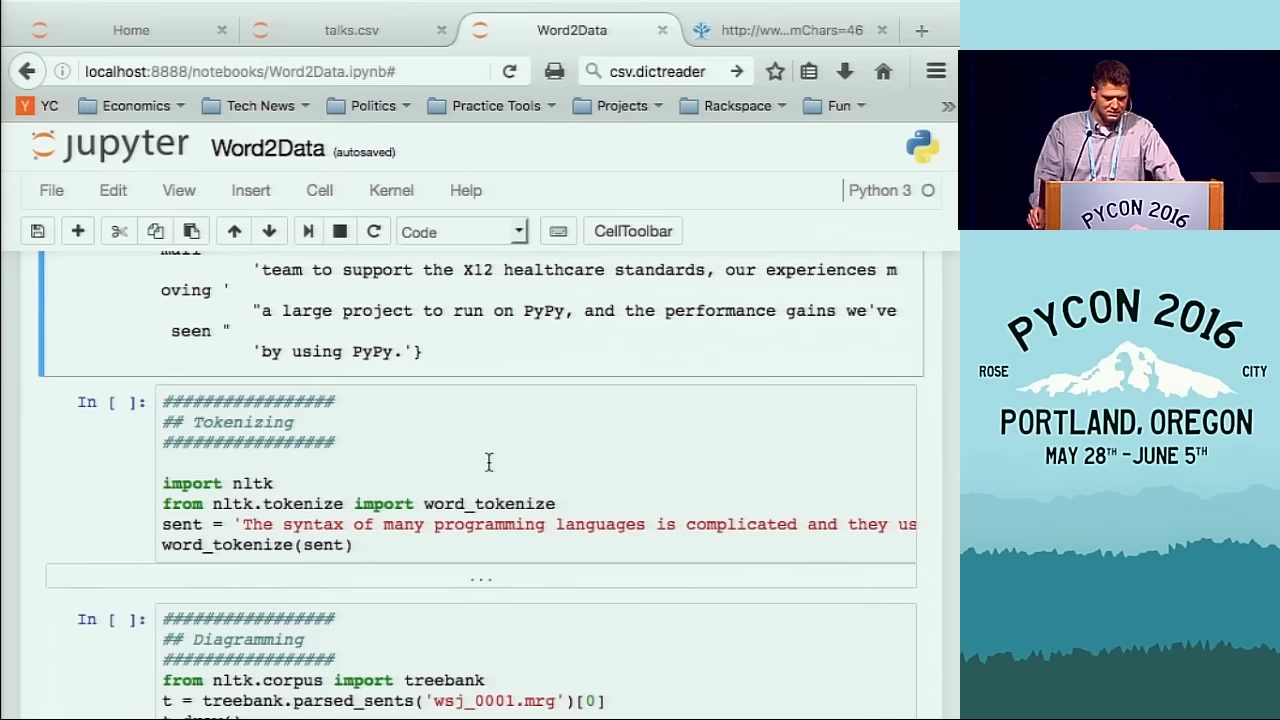 Home
talks.csv
Word2Data
http://ww...mChars=46
localhost:8888/notebooks/Word2Data.ipynb#
csv.dictreader
Y YC
Economics
Tech News
Politics
Practice Tools
Projects
Rackspace
Fun
jupyter Word2Data (autosaved)
File Edit View Insert Cell Kernel Help
Python 3
Code
CellToolbar
'team to support the X12 healthcare standards, our experiences m
oving '
"a large project to run on PyPy, and the performance gains we've
seen "
'by using PyPy.'}
In [ ]:
#################
## Tokenizing
#################
import nltk
from nltk.tokenize import word_tokenize
sent = 'The syntax of many programming languages is complicated and they us
word_tokenize(sent)
...
In [ ]:
#################
## Diagramming
#################
from nltk.corpus import treebank
t = treebank.parsed_sents('wsj_0001.mrg')[0]
PYCON 2016
PYCON 2016
ROSE CITY
PORTLAND, OREGON
MAY 28TH - JUNE 5TH